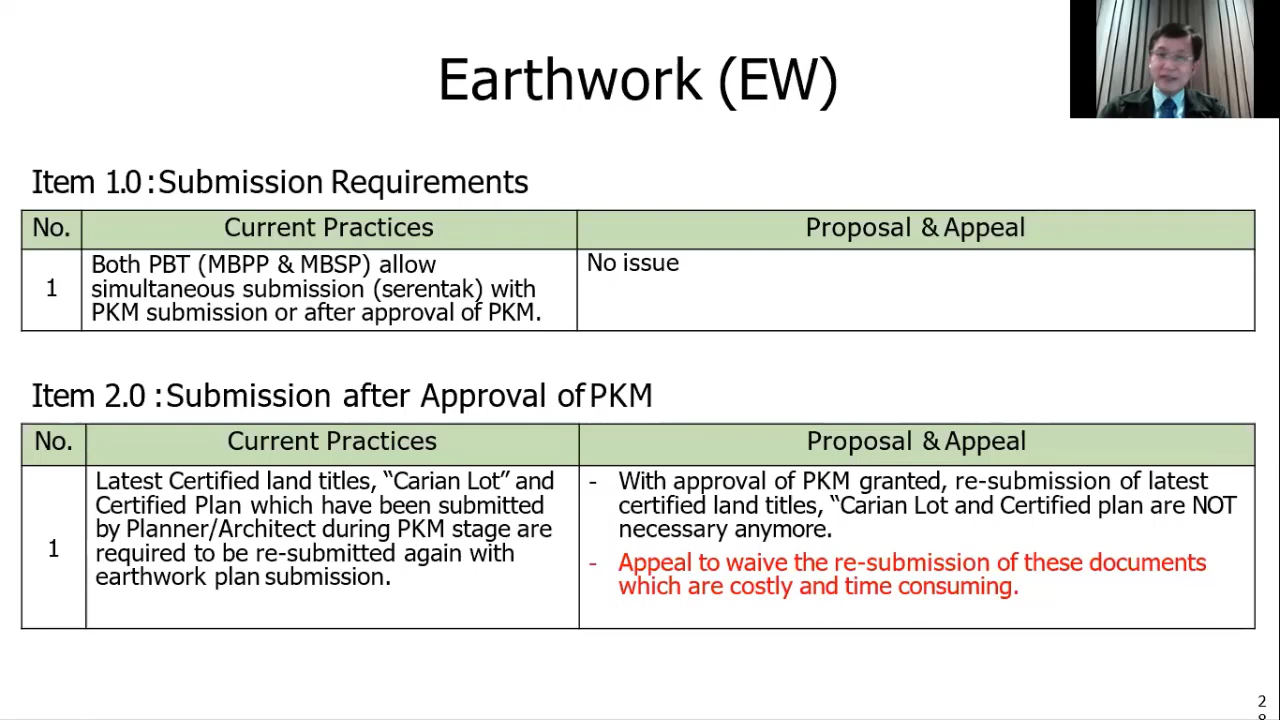 Earthwork (EW)
Item 1.0 : Submission Requirements
No. Current Practices Proposal & Appeal
1 Both PBT (MBPP & MBSP) allow No issue
simultaneous submission (serentak) with
PKM submission or after approval of PKM.
Item 2.0 : Submission after Approval of PKM
No. Current Practices Proposal & Appeal
1
Latest Certified land titles, “Carian Lot” and
Certified Plan which have been submitted
by Planner/Architect during PKM stage are
required to be re-submitted again with
earthwork plan submission.
- With approval of PKM granted, re-submission of latest
certified land titles, “Carian Lot and Certified plan are NOT
necessary anymore.
- Appeal to waive the re-submission of these documents
which are costly and time consuming.
2